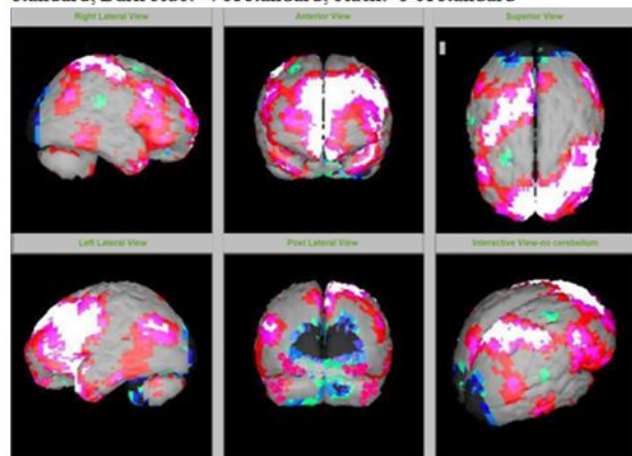 Right Lateral View
Anterior View
Superior View
Left Lateral View
Post Lateral View
Interactive View-no cerebellum